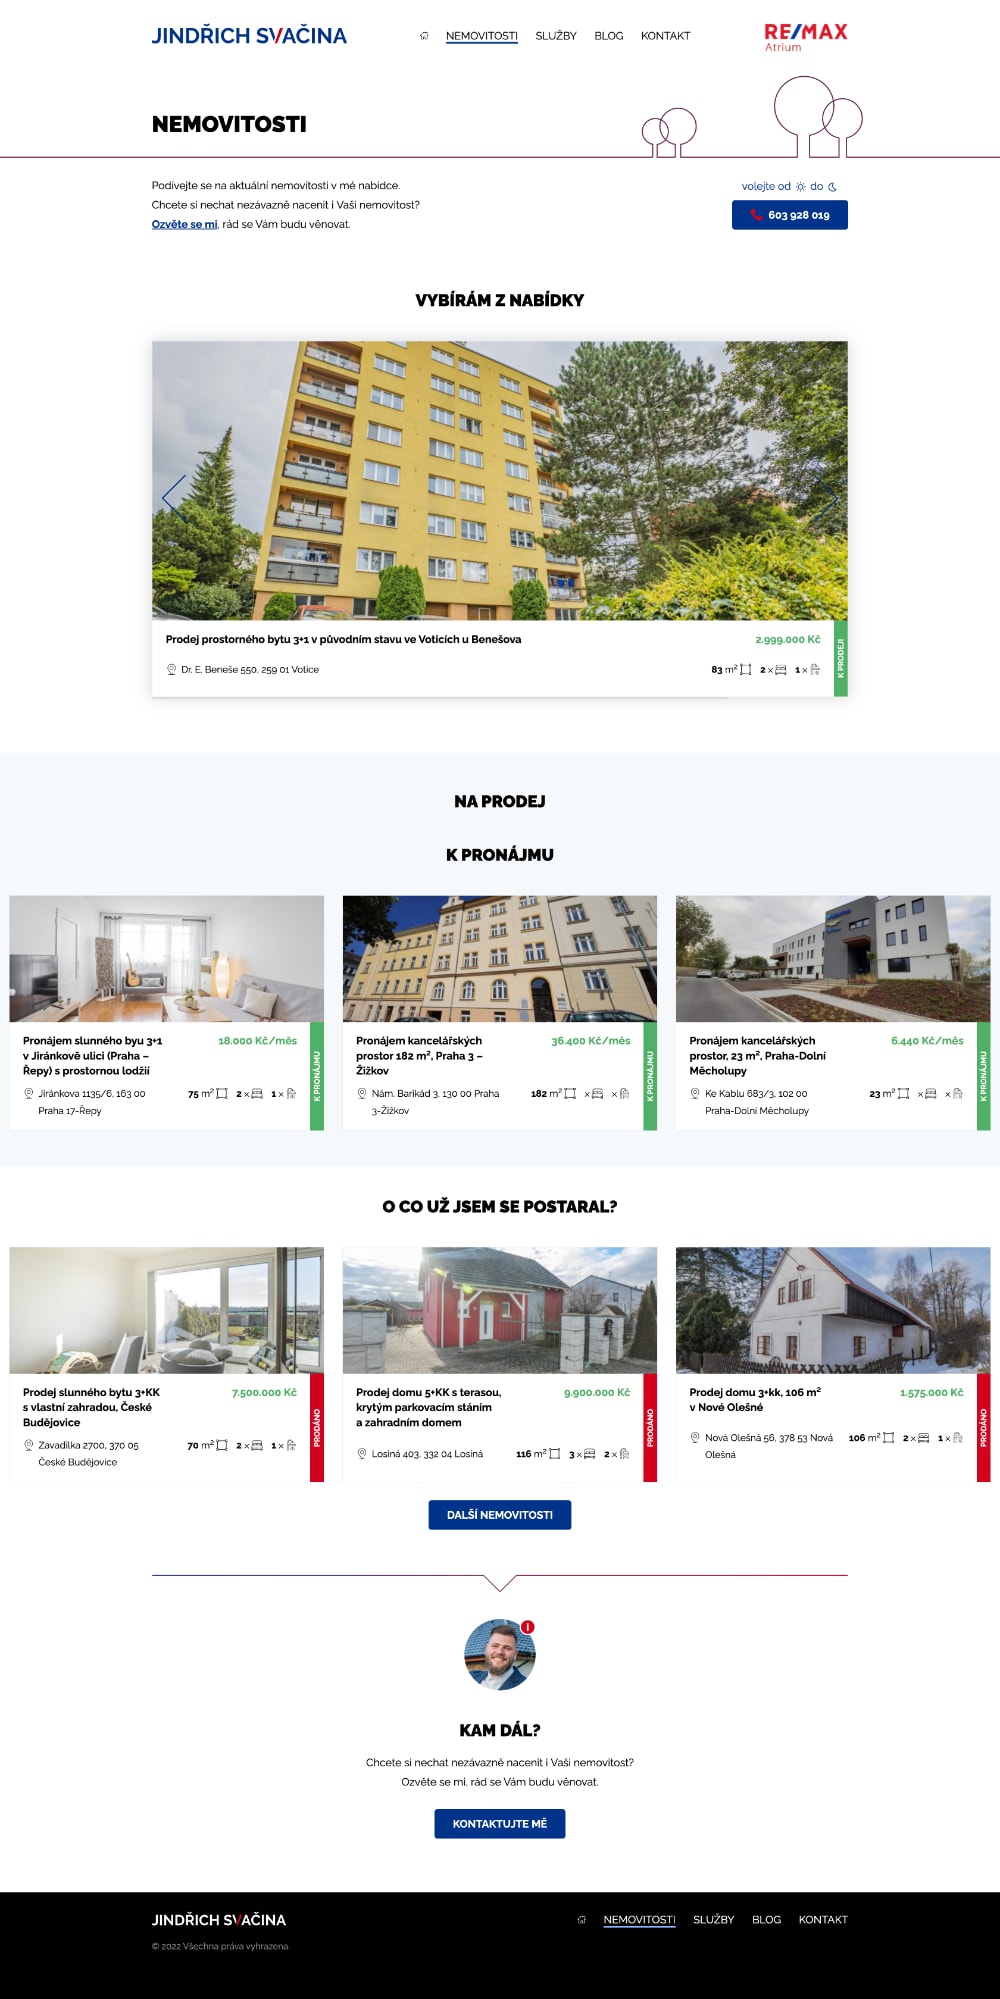 JINDŘICH SVAČINA
NEMOVITOSTI SLUŽBY BLOG KONTAKT
RE/MAX
Atrium
NEMOVITOSTI
Podívejte se na aktuální nemovitosti v mé nabídce.
Chcete si nechat nezávazně nacenit i Vaši nemovitost?
Ozvěte se mi, rád se Vám budu věnovat.
volejte od do
603 928 019
VYBÍRÁM Z NABÍDKY
Prodej prostorného bytu 3+1 v původním stavu ve Voticích u Benešova
2.999.000 Kč
Dr. E. Beneše 550, 259 01 Votice
83 m² 2 × 1 ×
K PRODEJI
NA PRODEJ
K PRONÁJMU
Pronájem slunného byu 3+1
v Jiránkově ulici (Praha –
Řepy) s prostornou lodžií
18.000 Kč/měs
Jiránkova 1135/6, 163 00
Praha 17-Řepy
75 m² 2 × 1 ×
K PRONÁJMU
Pronájem kancelářských
prostor 182 m², Praha 3 –
Žižkov
36.400 Kč/měs
Nám. Barikád 3, 130 00 Praha
3-Žižkov
182 m² × ×
K PRONÁJMU
Pronájem kancelářských
prostor, 23 m², Praha-Dolní
Měcholupy
6.440 Kč/měs
Ke Kablu 683/3, 102 00
Praha-Dolní Měcholupy
23 m² × ×
K PRONÁJMU
O CO UŽ JSEM SE POSTARAL?
Prodej slunného bytu 3+KK
s vlastní zahradou, České
Budějovice
7.500.000 Kč
Zavadilka 2700, 370 05
České Budějovice
70 m² 2 × 1 ×
PRODÁNO
Prodej domu 5+KK s terasou,
krytým parkovacím stáním
a zahradním domem
9.900.000 Kč
Losiná 403, 332 04 Losiná
116 m² 3 × 2 ×
PRODÁNO
Prodej domu 3+kk, 106 m²
v Nové Olešné
1.575.000 Kč
Nová Olešná 56, 378 53 Nová
Olešná
106 m² 2 × 1 ×
PRODÁNO
DALŠÍ NEMOVITOSTI
KAM DÁL?
Chcete si nechat nezávazně nacenit i Vaši nemovitost?
Ozvěte se mi, rád se Vám budu věnovat.
KONTAKTUJTE MĚ
JINDŘICH SVAČINA
NEMOVITOSTI SLUŽBY BLOG KONTAKT
© 2022 Všechna práva vyhrazena.